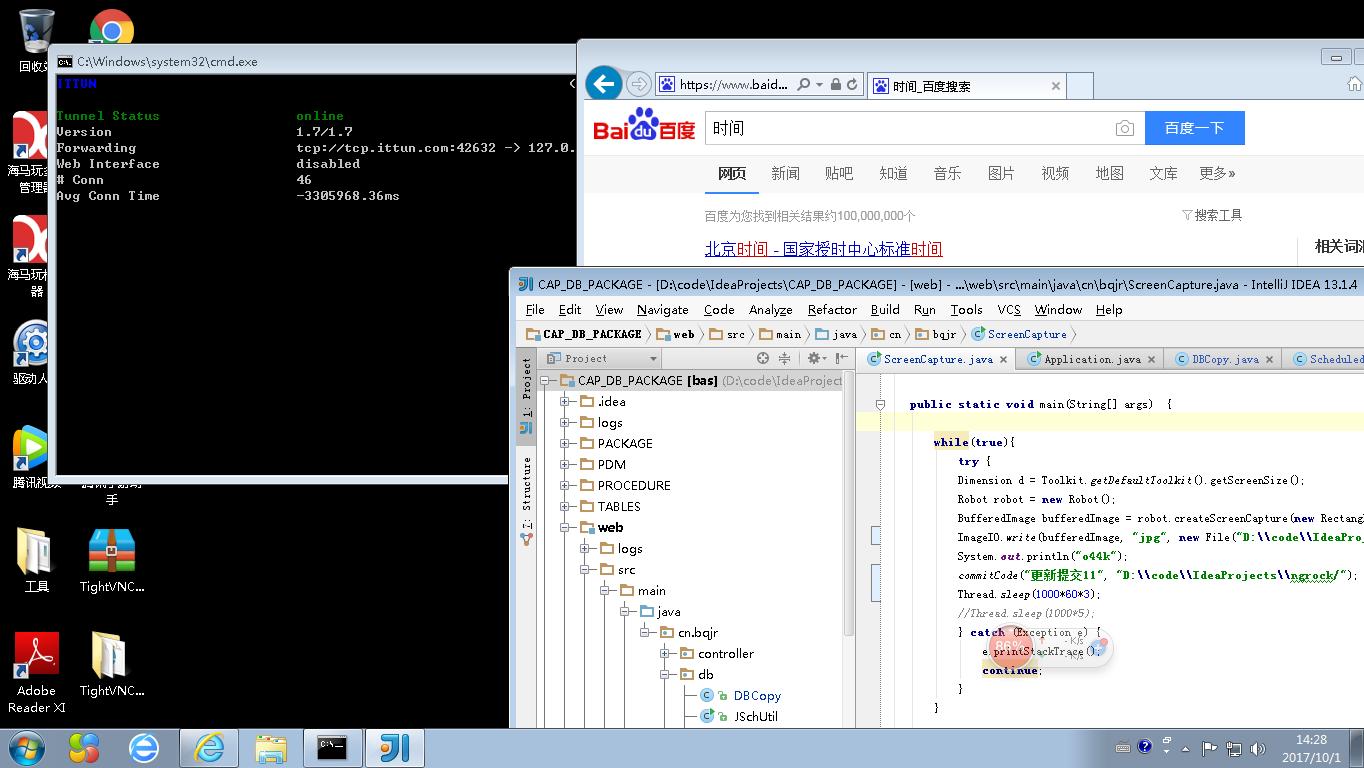 回收
海马玩
管理器
海马玩模
器
驱动人
腾讯视频
手
工具
TightVNC...
Adobe
Reader XI
TightVNC...
C:\Windows\system32\cmd.exe
ITTUN
Tunnel Status online
Version 1.7/1.7
Forwarding tcp://tcp.ittun.com:42632 -> 127.0.
Web Interface disabled
# Conn 46
Avg Conn Time -3305968.36ms
https://www.baid...
时间_百度搜索
Bai du 百度
时间
百度一下
网页 新闻 贴吧 知道 音乐 图片 视频 地图 文库 更多»
百度为您找到相关结果约100,000,000个
搜索工具
北京时间 - 国家授时中心标准时间
相关词
CAP_DB_PACKAGE - [D:\code\IdeaProjects\CAP_DB_PACKAGE] - [web] - ...\web\src\main\java\cn\bqjr\ScreenCapture.java - IntelliJ IDEA 13.1.4
File Edit View Navigate Code Analyze Refactor Build Run Tools VCS Window Help
CAP_DB_PACKAGE web src main java cn bqjr ScreenCapture
1: Project
7: Structure
Project
ScreenCapture.java Application.java DBCopy.java Scheduled
CAP_DB_PACKAGE [bas] (D:\code\IdeaProject
.idea
logs
PACKAGE
PDM
PROCEDURE
TABLES
web
logs
src
main
java
cn.bqjr
controller
db
DBCopy
JSchUtil
public static void main(String[] args) {
while(true){
try {
Dimension d = Toolkit.getDefaultToolkit().getScreenSize();
Robot robot = new Robot();
BufferedImage bufferedImage = robot.createScreenCapture(new Rectang
ImageIO.write(bufferedImage, "jpg", new File("D:\\code\\IdeaPro
System.out.println("o44k");
commitCode("更新提交11", "D:\\code\\IdeaProjects\\ngrock/");
Thread.sleep(1000*60*3);
//Thread.sleep(1000*5);
} catch (Exception e) {
e.printStackTrace();
continue;
}
}
86%
- K/s
- K/s
14:28
2017/10/1